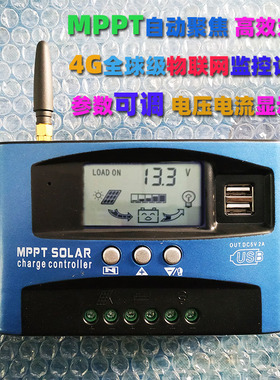 MPPT自动聚焦 高效
4G全球级物联网监控
参数可调 电压电流显
LOAD ON
13.3 V
MPPT SOLAR
charge controller
OUT:DC5V 2A
USB